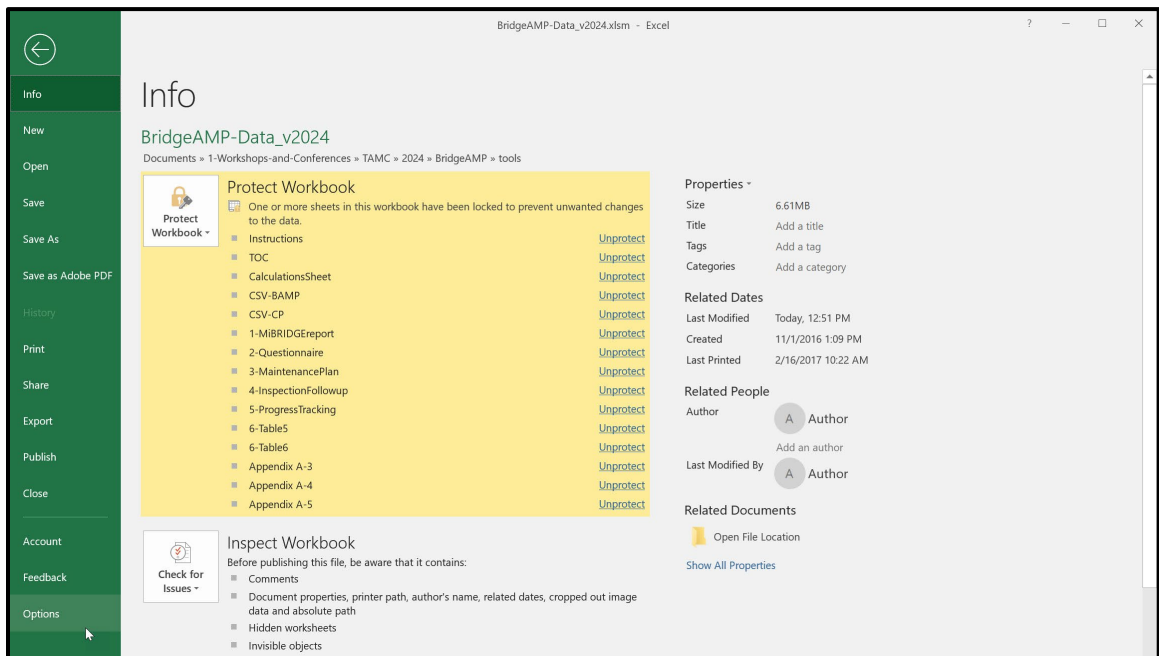 BridgeAMP-Data_v2024.xlsm - Excel
?
Info
New
Open
Save
Save As
Save as Adobe PDF
History
Print
Share
Export
Publish
Close
Account
Feedback
Options
Info
BridgeAMP-Data_v2024
Documents » 1-Workshops-and-Conferences » TAMC » 2024 » BridgeAMP » tools
Protect
Workbook
Protect Workbook
One or more sheets in this workbook have been locked to prevent unwanted changes
to the data.
Instructions Unprotect
TOC Unprotect
CalculationsSheet Unprotect
CSV-BAMP Unprotect
CSV-CP Unprotect
1-MiBRIDGEreport Unprotect
2-Questionnaire Unprotect
3-MaintenancePlan Unprotect
4-InspectionFollowup Unprotect
5-ProgressTracking Unprotect
6-Table5 Unprotect
6-Table6 Unprotect
Appendix A-3 Unprotect
Appendix A-4 Unprotect
Appendix A-5 Unprotect
Check for
Issues
Inspect Workbook
Before publishing this file, be aware that it contains:
Comments
Document properties, printer path, author's name, related dates, cropped out image
data and absolute path
Hidden worksheets
Invisible objects
Properties
Size 6.61MB
Title Add a title
Tags Add a tag
Categories Add a category
Related Dates
Last Modified Today, 12:51 PM
Created 11/1/2016 1:09 PM
Last Printed 2/16/2017 10:22 AM
Related People
Author A Author
Add an author
Last Modified By A Author
Related Documents
Open File Location
Show All Properties